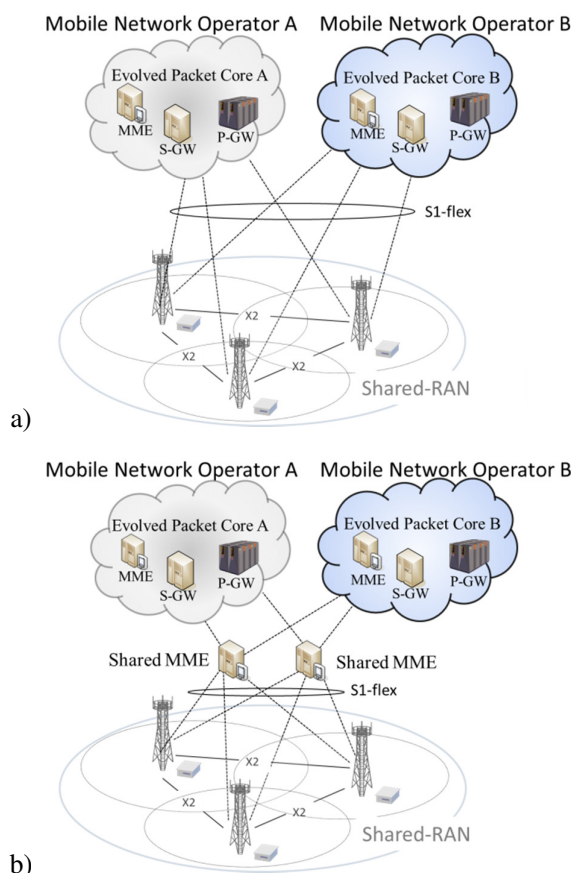 Mobile Network Operator A
Mobile Network Operator B
Evolved Packet Core A
Evolved Packet Core B
MME
S-GW
P-GW
MME
S-GW
P-GW
S1-flex
X2
X2
X2
Shared-RAN
a)
Mobile Network Operator A
Mobile Network Operator B
Evolved Packet Core A
Evolved Packet Core B
MME
S-GW
P-GW
MME
S-GW
P-GW
Shared MME
Shared MME
S1-flex
X2
X2
X2
Shared-RAN
b)